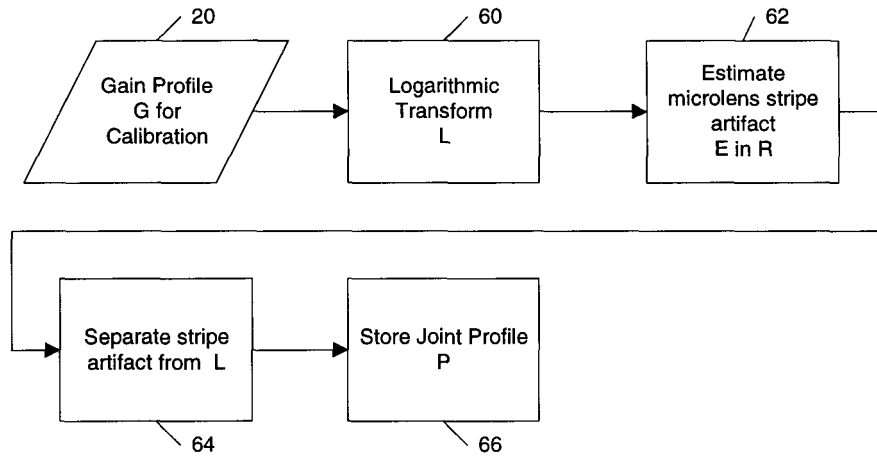 20
60
62
Gain Profile
G for
Calibration
Logarithmic
Transform
L
Estimate
microlens stripe
artifact
E in R
Separate stripe
artifact from L
Store Joint Profile
P
64
66